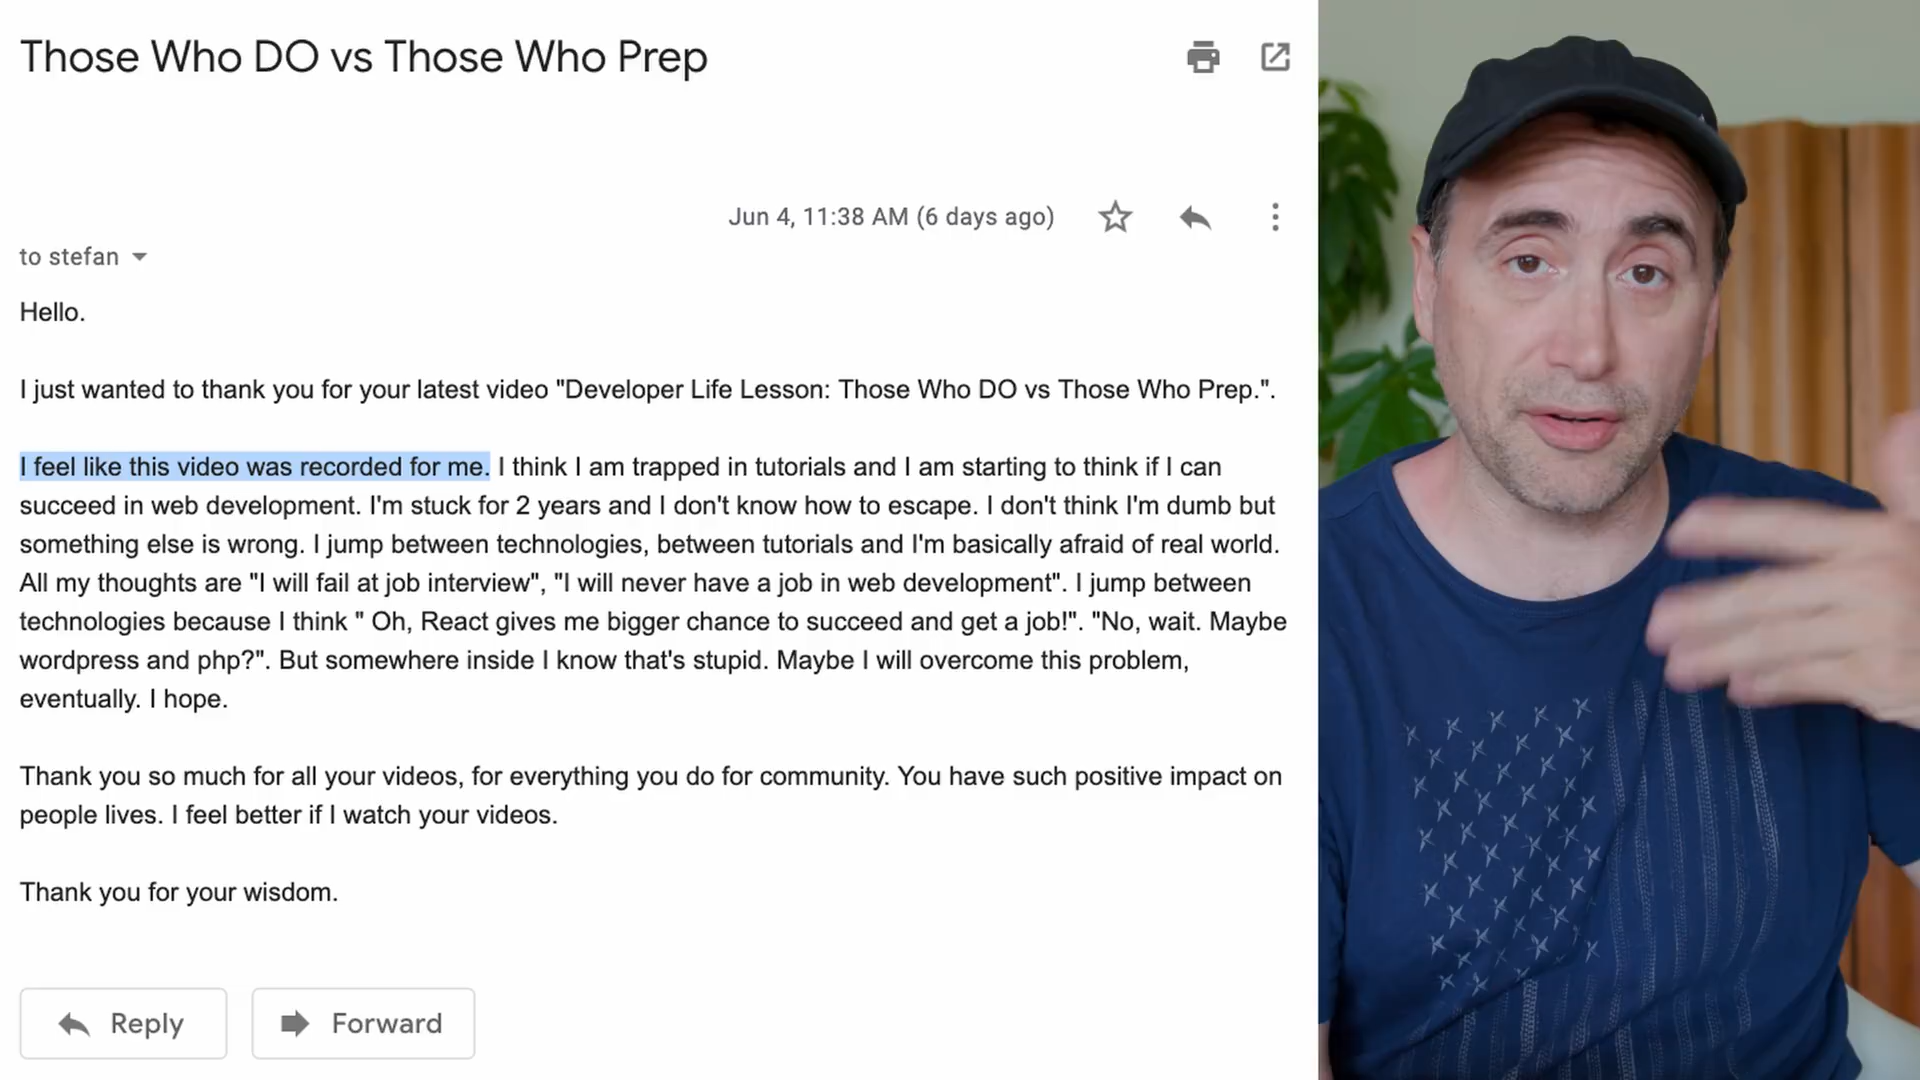 Those Who DO vs Those Who Prep
Jun 4, 11:38 AM (6 days ago)
to stefan
Hello.
I just wanted to thank you for your latest video "Developer Life Lesson: Those Who DO vs Those Who Prep.".
I feel like this video was recorded for me. I think I am trapped in tutorials and I am starting to think if I can
succeed in web development. I'm stuck for 2 years and I don't know how to escape. I don't think I'm dumb but
something else is wrong. I jump between technologies, between tutorials and I'm basically afraid of real world.
All my thoughts are "I will fail at job interview", "I will never have a job in web development". I jump between
technologies because I think " Oh, React gives me bigger chance to succeed and get a job!". "No, wait. Maybe
wordpress and php?". But somewhere inside I know that's stupid. Maybe I will overcome this problem,
eventually. I hope.
Thank you so much for all your videos, for everything you do for community. You have such positive impact on
people lives. I feel better if I watch your videos.
Thank you for your wisdom.
Reply
Forward